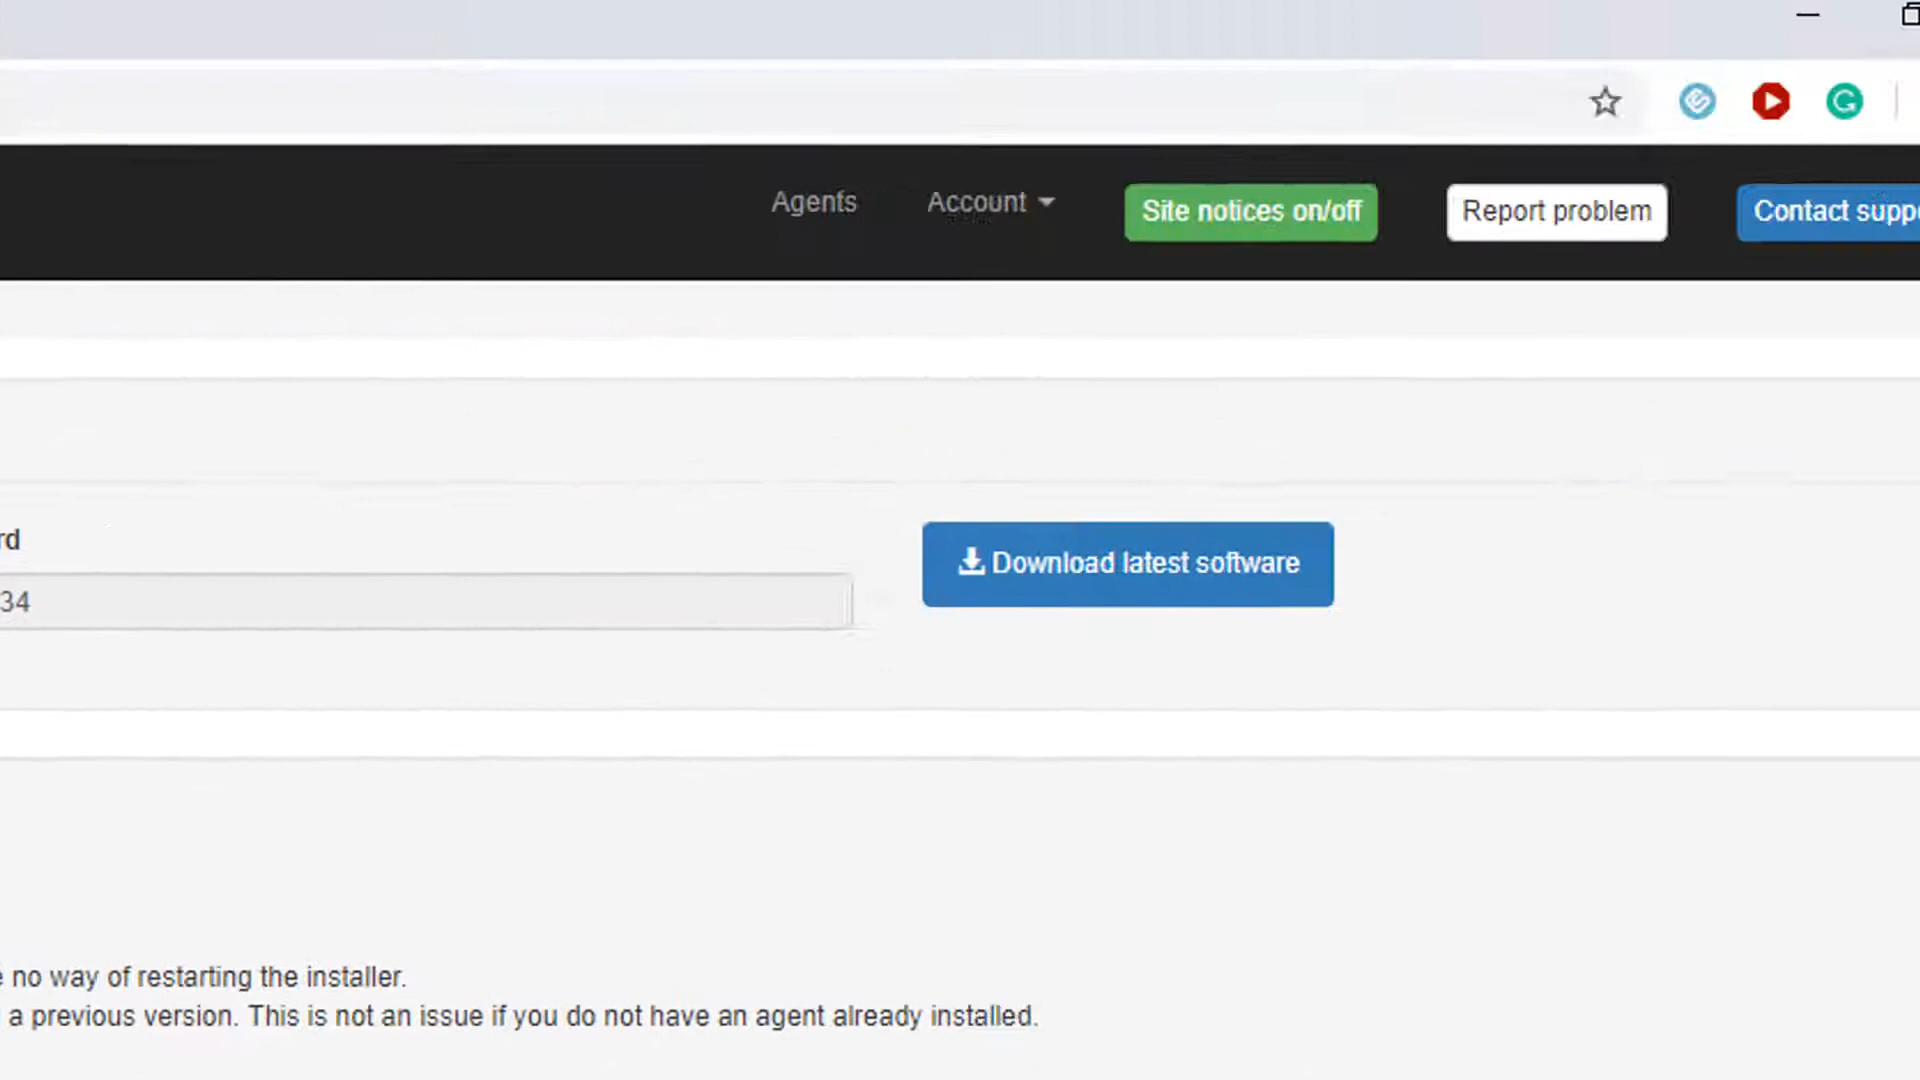 Agents Account Site notices on/off Report problem Contact supp
rd
34
Download latest software
no way of restarting the installer.
a previous version. This is not an issue if you do not have an agent already installed.